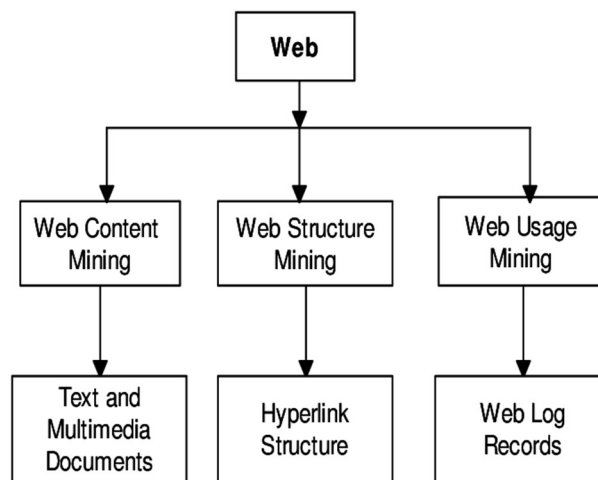 Web
Web Content
Mining
Web Structure
Mining
Web Usage
Mining
Text and
Multimedia
Documents
Hyperlink
Structure
Web Log
Records